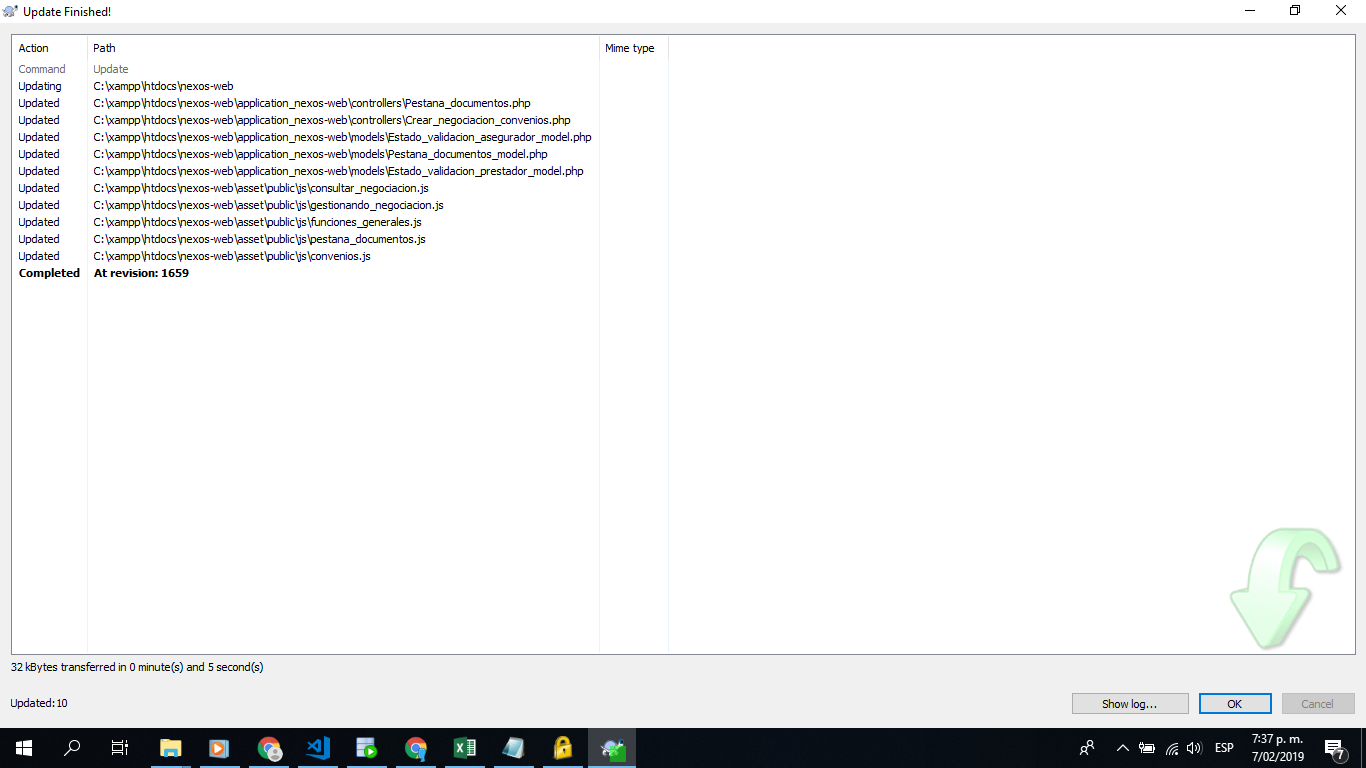 Update Finished!
Action Path Mime type
Command Update
Updating C:\xampp\htdocs\nexos-web
Updated C:\xampp\htdocs\nexos-web\application_nexos-web\controllers\Pestana_documentos.php
Updated C:\xampp\htdocs\nexos-web\application_nexos-web\controllers\Crear_negociacion_convenios.php
Updated C:\xampp\htdocs\nexos-web\application_nexos-web\models\Estado_validacion_asegurador_model.php
Updated C:\xampp\htdocs\nexos-web\application_nexos-web\models\Pestana_documentos_model.php
Updated C:\xampp\htdocs\nexos-web\application_nexos-web\models\Estado_validacion_prestador_model.php
Updated C:\xampp\htdocs\nexos-web\asset\public\js\consultar_negociacion.js
Updated C:\xampp\htdocs\nexos-web\asset\public\js\gestionando_negociacion.js
Updated C:\xampp\htdocs\nexos-web\asset\public\js\funciones_generales.js
Updated C:\xampp\htdocs\nexos-web\asset\public\js\pestana_documentos.js
Updated C:\xampp\htdocs\nexos-web\asset\public\js\convenios.js
Completed At revision: 1659
32 kBytes transferred in 0 minute(s) and 5 second(s)
Updated:10
Show log... OK Cancel
ESP
7:37 p. m.
7/02/2019
7